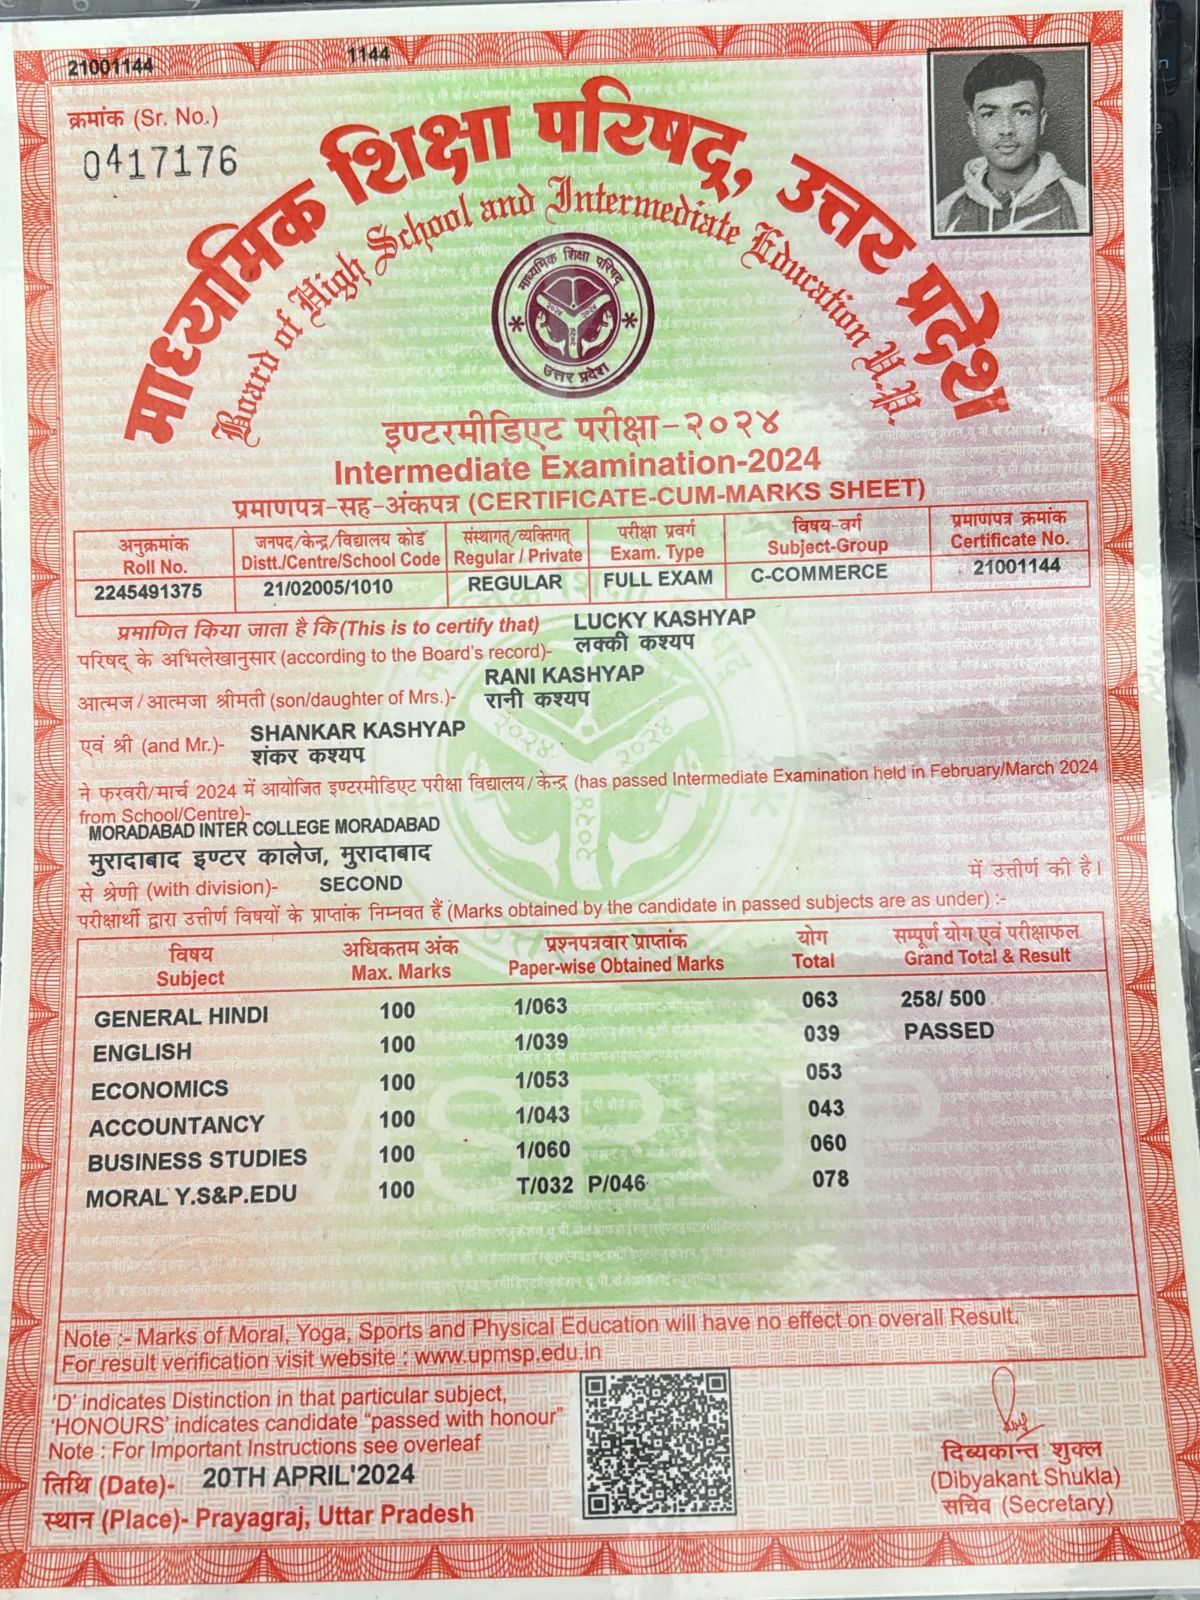 21001144 1144
क्रमांक (Sr. No.)
0417176
माध्यमिक शिक्षा परिषद्, उत्तर प्रदेश
Board of High School and Intermediate Education U.P.
माध्यमिक शिक्षा परिषद्
उत्तर प्रदेश
इण्टरमीडिएट परीक्षा-२०२४
Intermediate Examination-2024
प्रमाणपत्र-सह-अंकपत्र (CERTIFICATE-CUM-MARKS SHEET)
अनुक्रमांक जनपद/केन्द्र/विद्यालय कोड संस्थागत्/व्यक्तिगत् परीक्षा प्रवर्ग विषय-वर्ग प्रमाणपत्र क्रमांक
Roll No. Distt./Centre/School Code Regular / Private Exam. Type Subject-Group Certificate No.
2245491375 21/02005/1010 REGULAR FULL EXAM C-COMMERCE 21001144
प्रमाणित किया जाता है कि (This is to certify that) LUCKY KASHYAP
लक्की कश्यप
परिषद् के अभिलेखानुसार (according to the Board's record)-
RANI KASHYAP
आत्मज/आत्मजा श्रीमती (son/daughter of Mrs.)- रानी कश्यप
SHANKAR KASHYAP
एवं श्री (and Mr.)- शंकर कश्यप
ने फरवरी/मार्च 2024 में आयोजित इण्टरमीडिएट परीक्षा विद्यालय/केन्द्र (has passed Intermediate Examination held in February/March 2024
from School/Centre)-
MORADABAD INTER COLLEGE MORADABAD
मुरादाबाद इण्टर कालेज, मुरादाबाद
में उत्तीर्ण की है।
से श्रेणी (with division)- SECOND
परीक्षार्थी द्वारा उत्तीर्ण विषयों के प्राप्तांक निम्नवत हैं (Marks obtained by the candidate in passed subjects are as under) :-
विषय अधिकतम अंक प्रश्नपत्रवार प्राप्तांक योग सम्पूर्ण योग एवं परीक्षाफल
Subject Max. Marks Paper-wise Obtained Marks Total Grand Total & Result
GENERAL HINDI 100 1/063 063 258/ 500
ENGLISH 100 1/039 039 PASSED
ECONOMICS 100 1/053 053
ACCOUNTANCY 100 1/043 043
BUSINESS STUDIES 100 1/060 060
MORAL Y.S&P.EDU 100 T/032 P/046 078
Note :- Marks of Moral, Yoga, Sports and Physical Education will have no effect on overall Result.
For result verification visit website : www.upmsp.edu.in
'D' indicates Distinction in that particular subject,
'HONOURS' indicates candidate "passed with honour"
Note : For Important Instructions see overleaf
तिथि (Date)- 20TH APRIL'2024
स्थान (Place)- Prayagraj, Uttar Pradesh
दिव्यकान्त शुक्ल
(Dibyakant Shukla)
सचिव (Secretary)